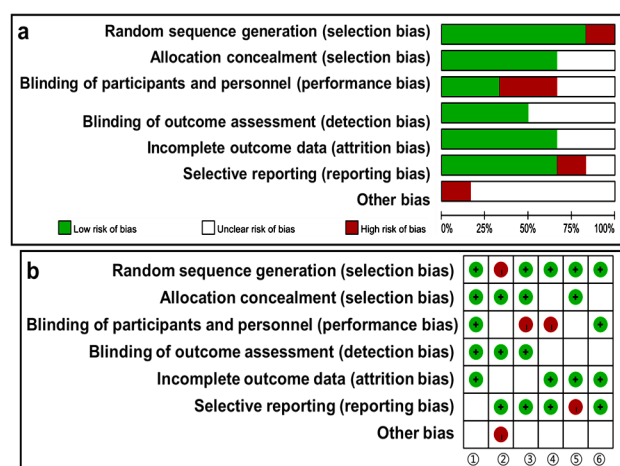 a
Random sequence generation (selection bias)
Allocation concealment (selection bias)
Blinding of participants and personnel (performance bias)
Blinding of outcome assessment (detection bias)
Incomplete outcome data (attrition bias)
Selective reporting (reporting bias)
Other bias
Low risk of bias Unclear risk of bias High risk of bias
0% 25% 50% 75% 100%
b
Random sequence generation (selection bias)
Allocation concealment (selection bias)
Blinding of participants and personnel (performance bias)
Blinding of outcome assessment (detection bias)
Incomplete outcome data (attrition bias)
Selective reporting (reporting bias)
Other bias
① ② ③ ④ ⑤ ⑥